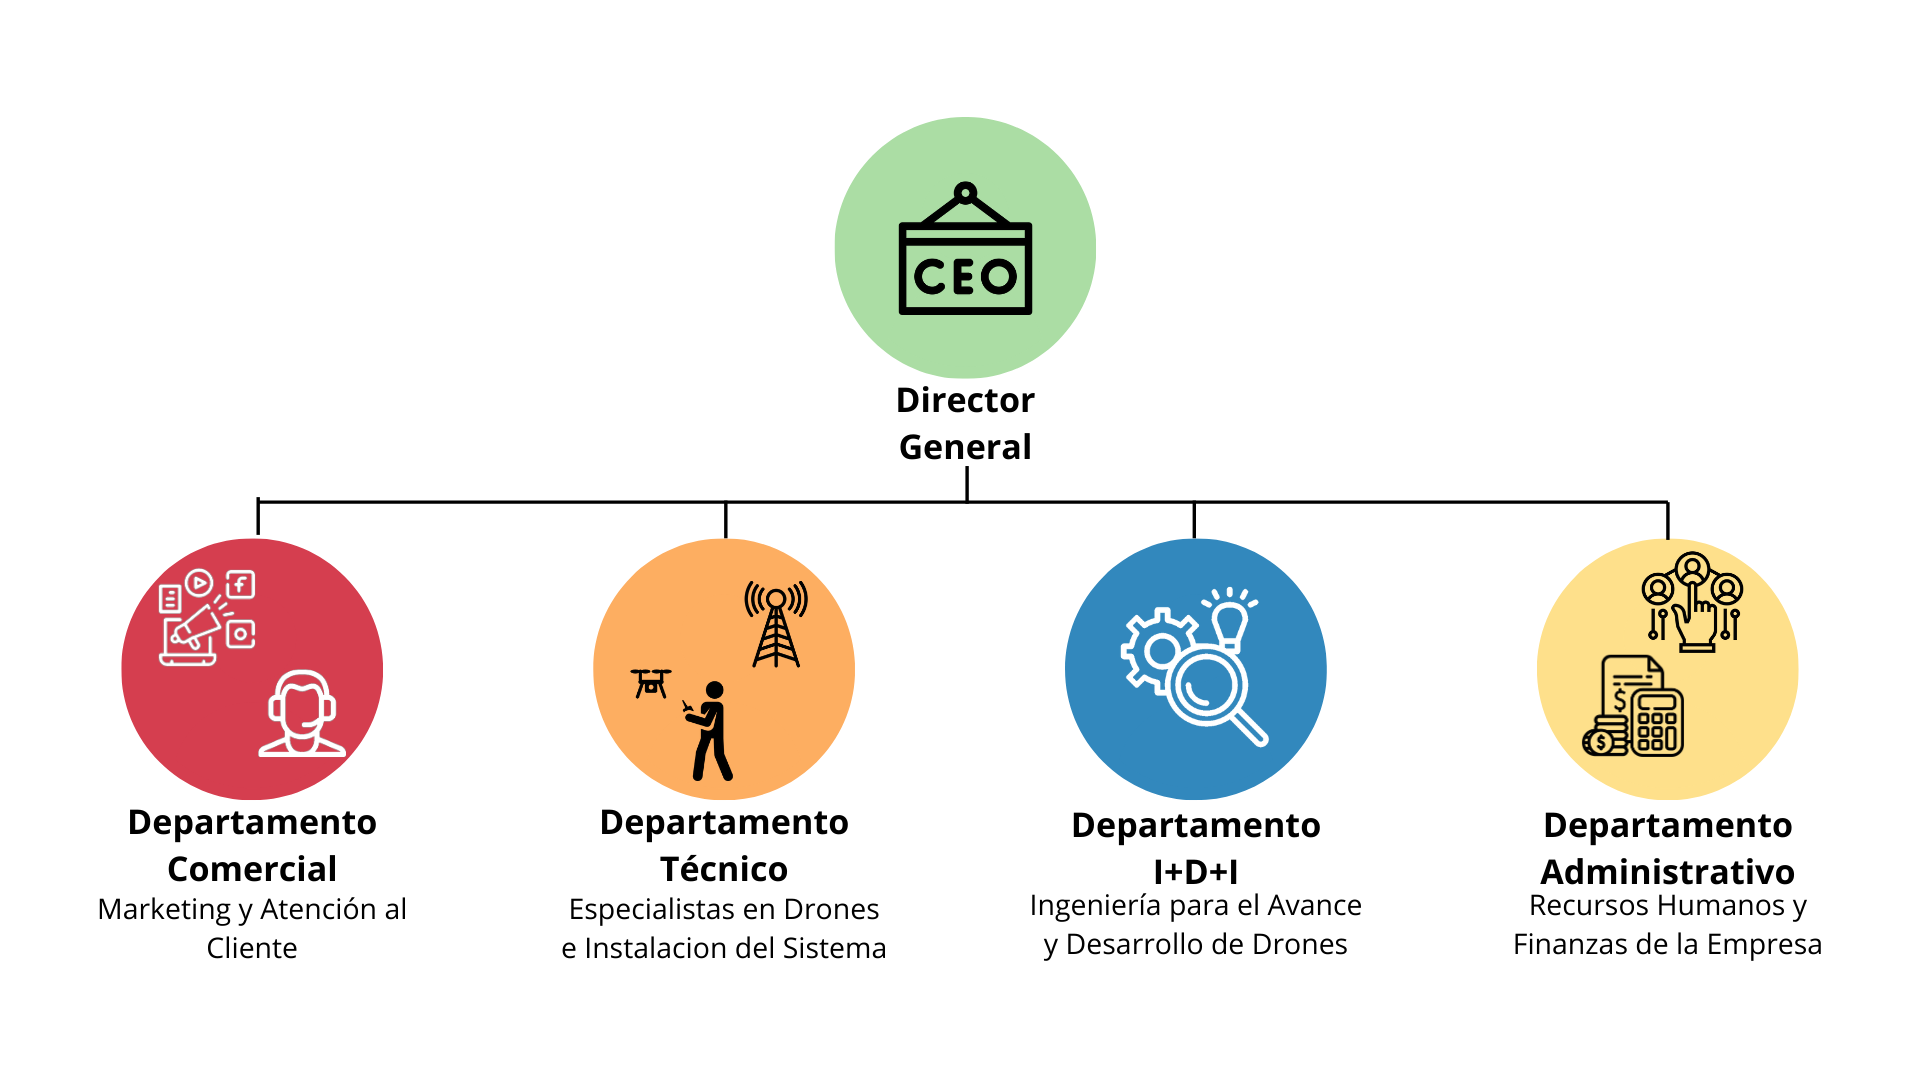 CEO
Director
General
Departamento
Comercial
Marketing y Atención al
Cliente
Departamento
Técnico
Especialistas en Drones
e Instalacion del Sistema
Departamento
I+D+I
Ingeniería para el Avance
y Desarrollo de Drones
Departamento
Administrativo
Recursos Humanos y
Finanzas de la Empresa